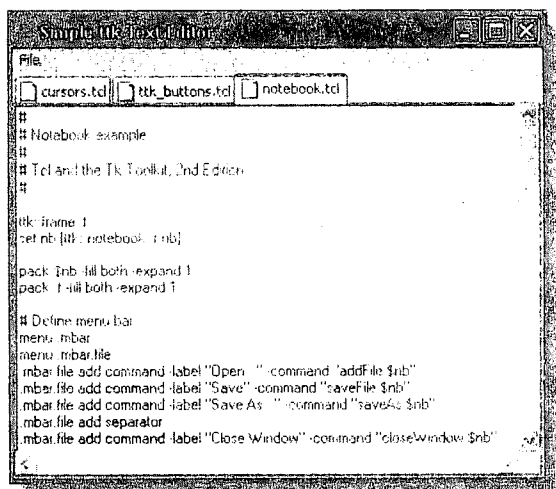 Simple ttk Text Editor
File
cursors.tcl ttk_buttons.tcl notebook.tcl
#
# Notebook example
#
# Tcl and the Tk Toolkit, 2nd Edition
#
ttk::frame .f
set nb [ttk::notebook .f.nb]
pack $nb -fill both -expand 1
pack .f -fill both -expand 1
# Define menu bar
menu .mbar
menu .mbar.file
.mbar.file add command -label "Open..." -command "addFile $nb"
.mbar.file add command -label "Save" -command "saveFile $nb"
.mbar.file add command -label "Save As..." -command "saveAs $nb"
.mbar.file add separator
.mbar.file add command -label "Close Window" -command "closeWindow $nb"